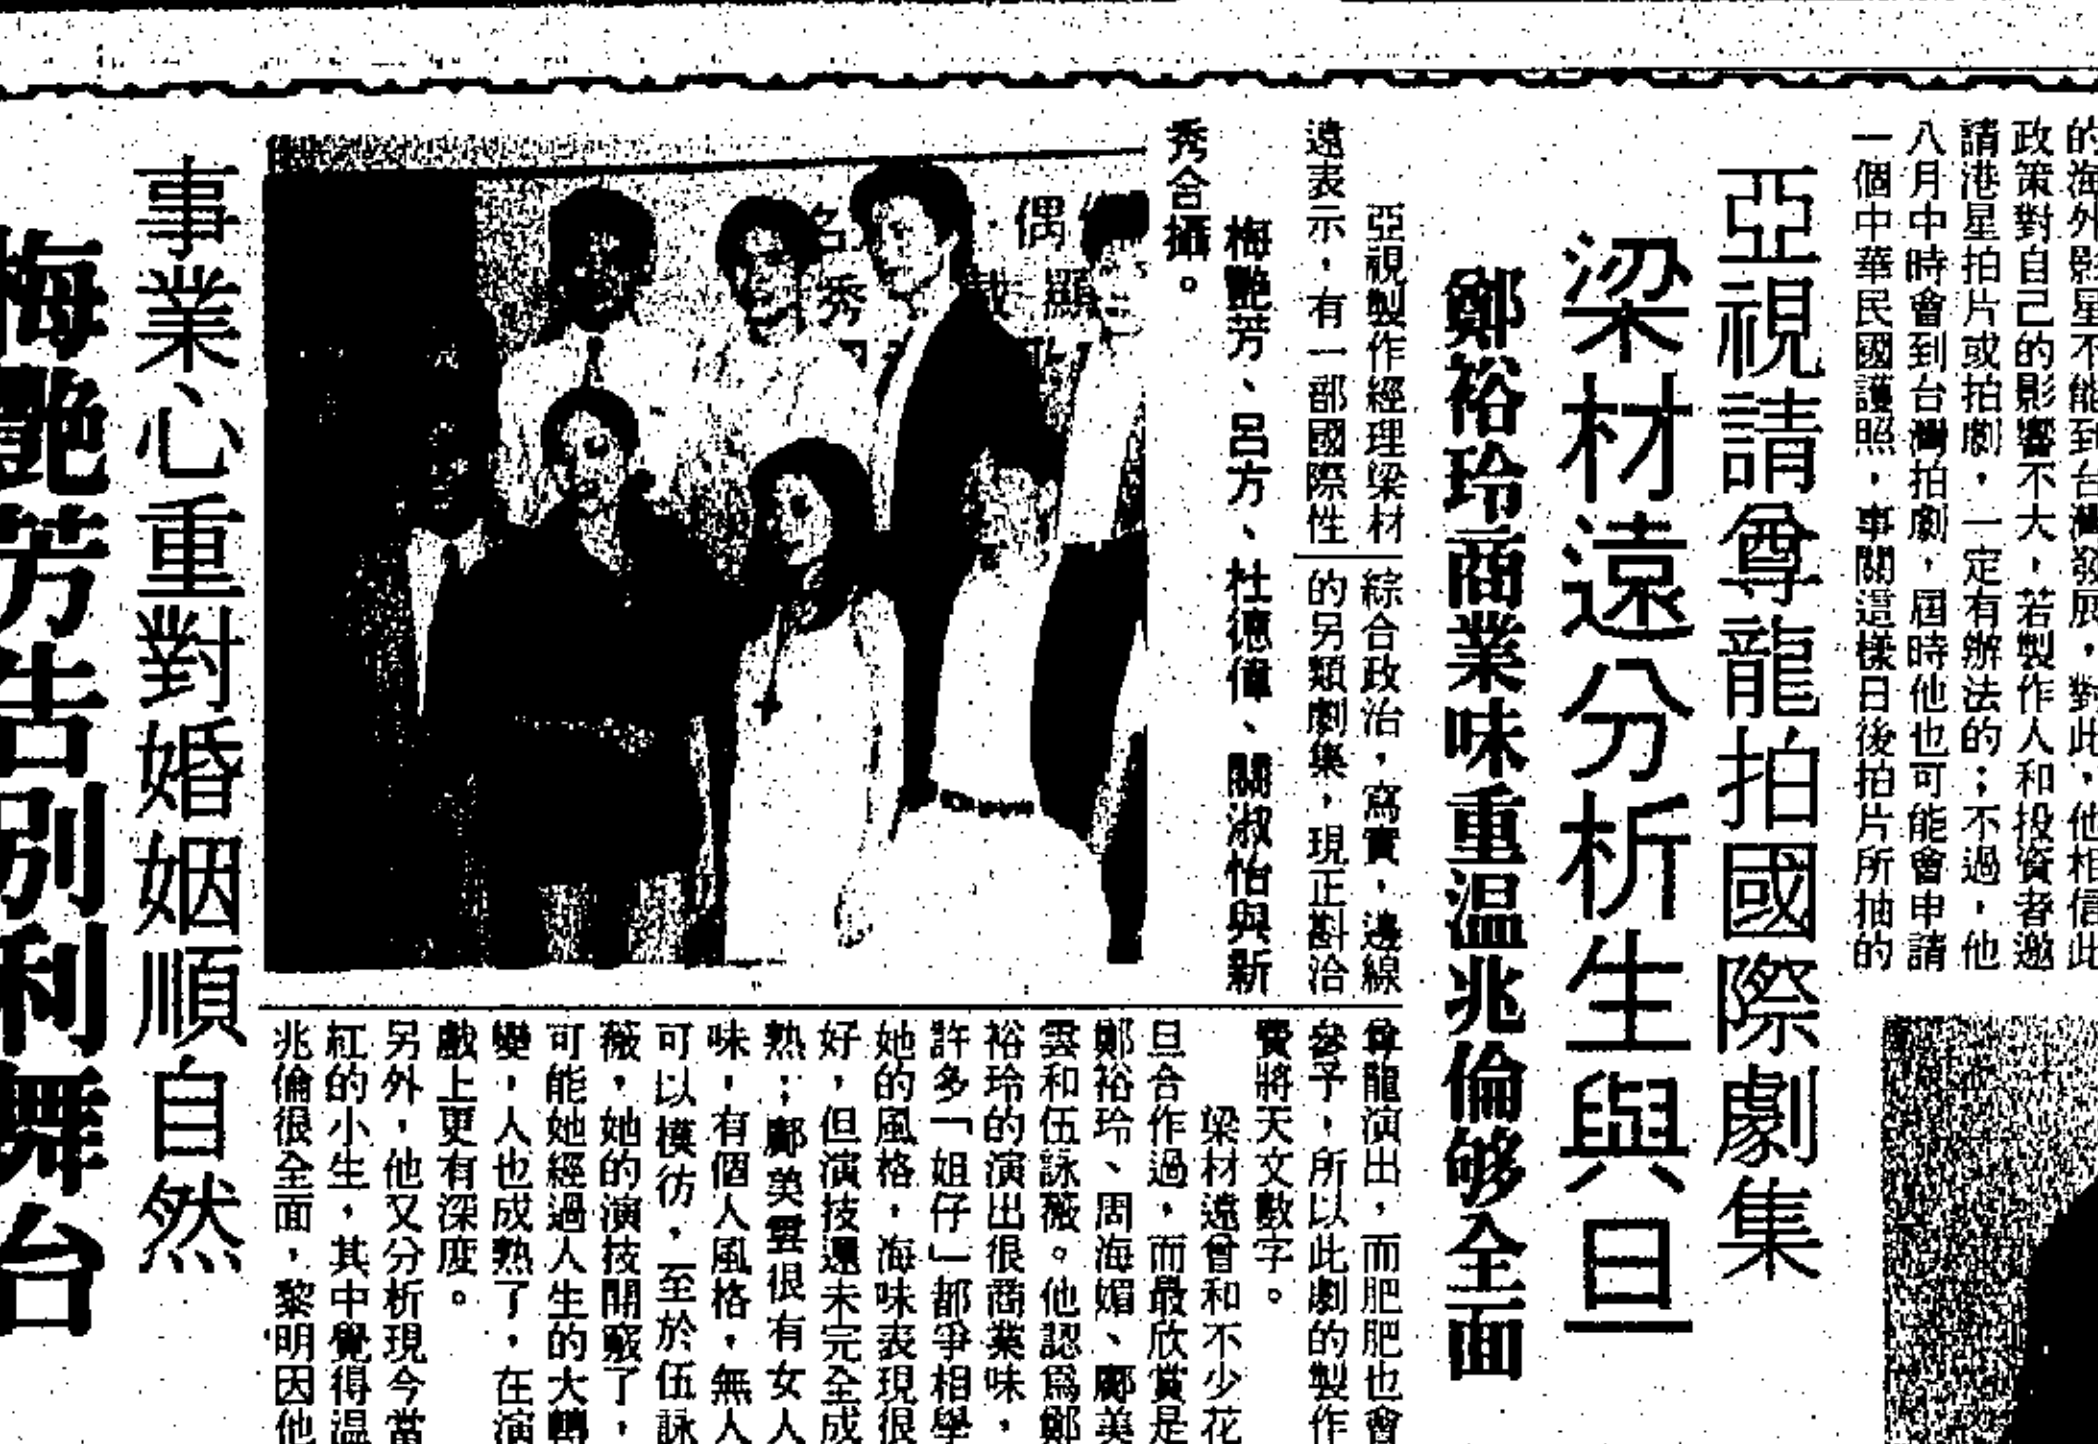 的海外影星不能到台灣發展，對此，他相信此
政策對自己的影響不大，若製作人和投資者邀
請港星拍片或拍劇，一定有辦法的；不過，他
八月中時會到台灣拍劇，屆時他也可能會申請
一個中華民國護照，事關這樣日後拍片所抽的
亞視請尊龍拍國際劇集
梁材遠分析生與旦
鄭裕玲商業味重温兆倫够全面
亞視製作經理梁材
遠表示，有一部國際性
綜合政治，寫實，邊線
的另類劇集，現正斟洽
尊龍演出，而肥肥也會
參予，所以此劇的製作
費將天文數字。
梁材遠曾和不少花
旦合作過，而最欣賞是
鄭裕玲、周海媚、鄺美
雲和伍詠薇。他認爲鄭
裕玲的演出很商業味，
許多「姐仔」都爭相學
她的風格，海味表現很
好，但演技還未完全成
熟；鄺美雲很有女人
味，有個人風格，無人
可以模彷，至於伍詠
薇，她的演技開竅了，
可能她經過人生的大轉
變，人也成熟了，在演
戲上更有深度。
另外，他又分析現今當
紅的小生，其中覺得温
兆倫很全面，黎明因他
梅艷芳、呂方、杜德偉、關淑怡與新
秀合攝。
事業心重對婚姻順自然
梅艷芳告別利舞台